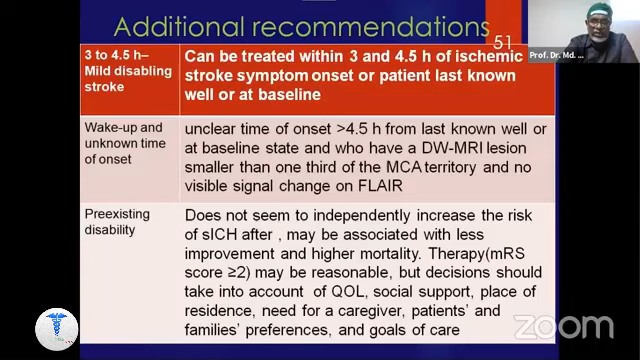 Additional recommendations
51
Prof. Dr. Md. ...
3 to 4.5 h–
Mild disabling
stroke
Can be treated within 3 and 4.5 h of ischemic
stroke symptom onset or patient last known
well or at baseline
Wake-up and
unknown time
of onset
unclear time of onset >4.5 h from last known well or
at baseline state and who have a DW-MRI lesion
smaller than one third of the MCA territory and no
visible signal change on FLAIR
Preexisting
disability
Does not seem to independently increase the risk
of sICH after , may be associated with less
improvement and higher mortality. Therapy(mRS
score ≥2) may be reasonable, but decisions should
take into account of QOL, social support, place of
residence, need for a caregiver, patients' and
families' preferences, and goals of care
zoom